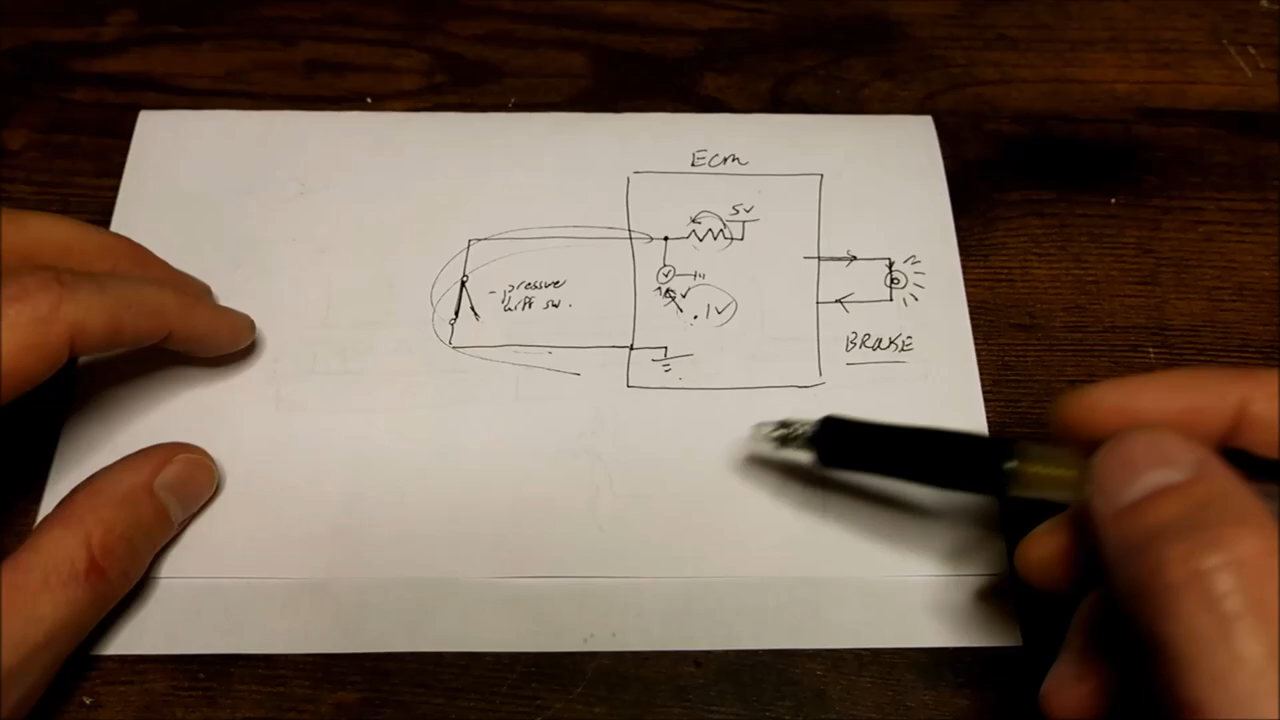 Ecm
5V
V
- pressure
diff sw.
.1V
BRAKE